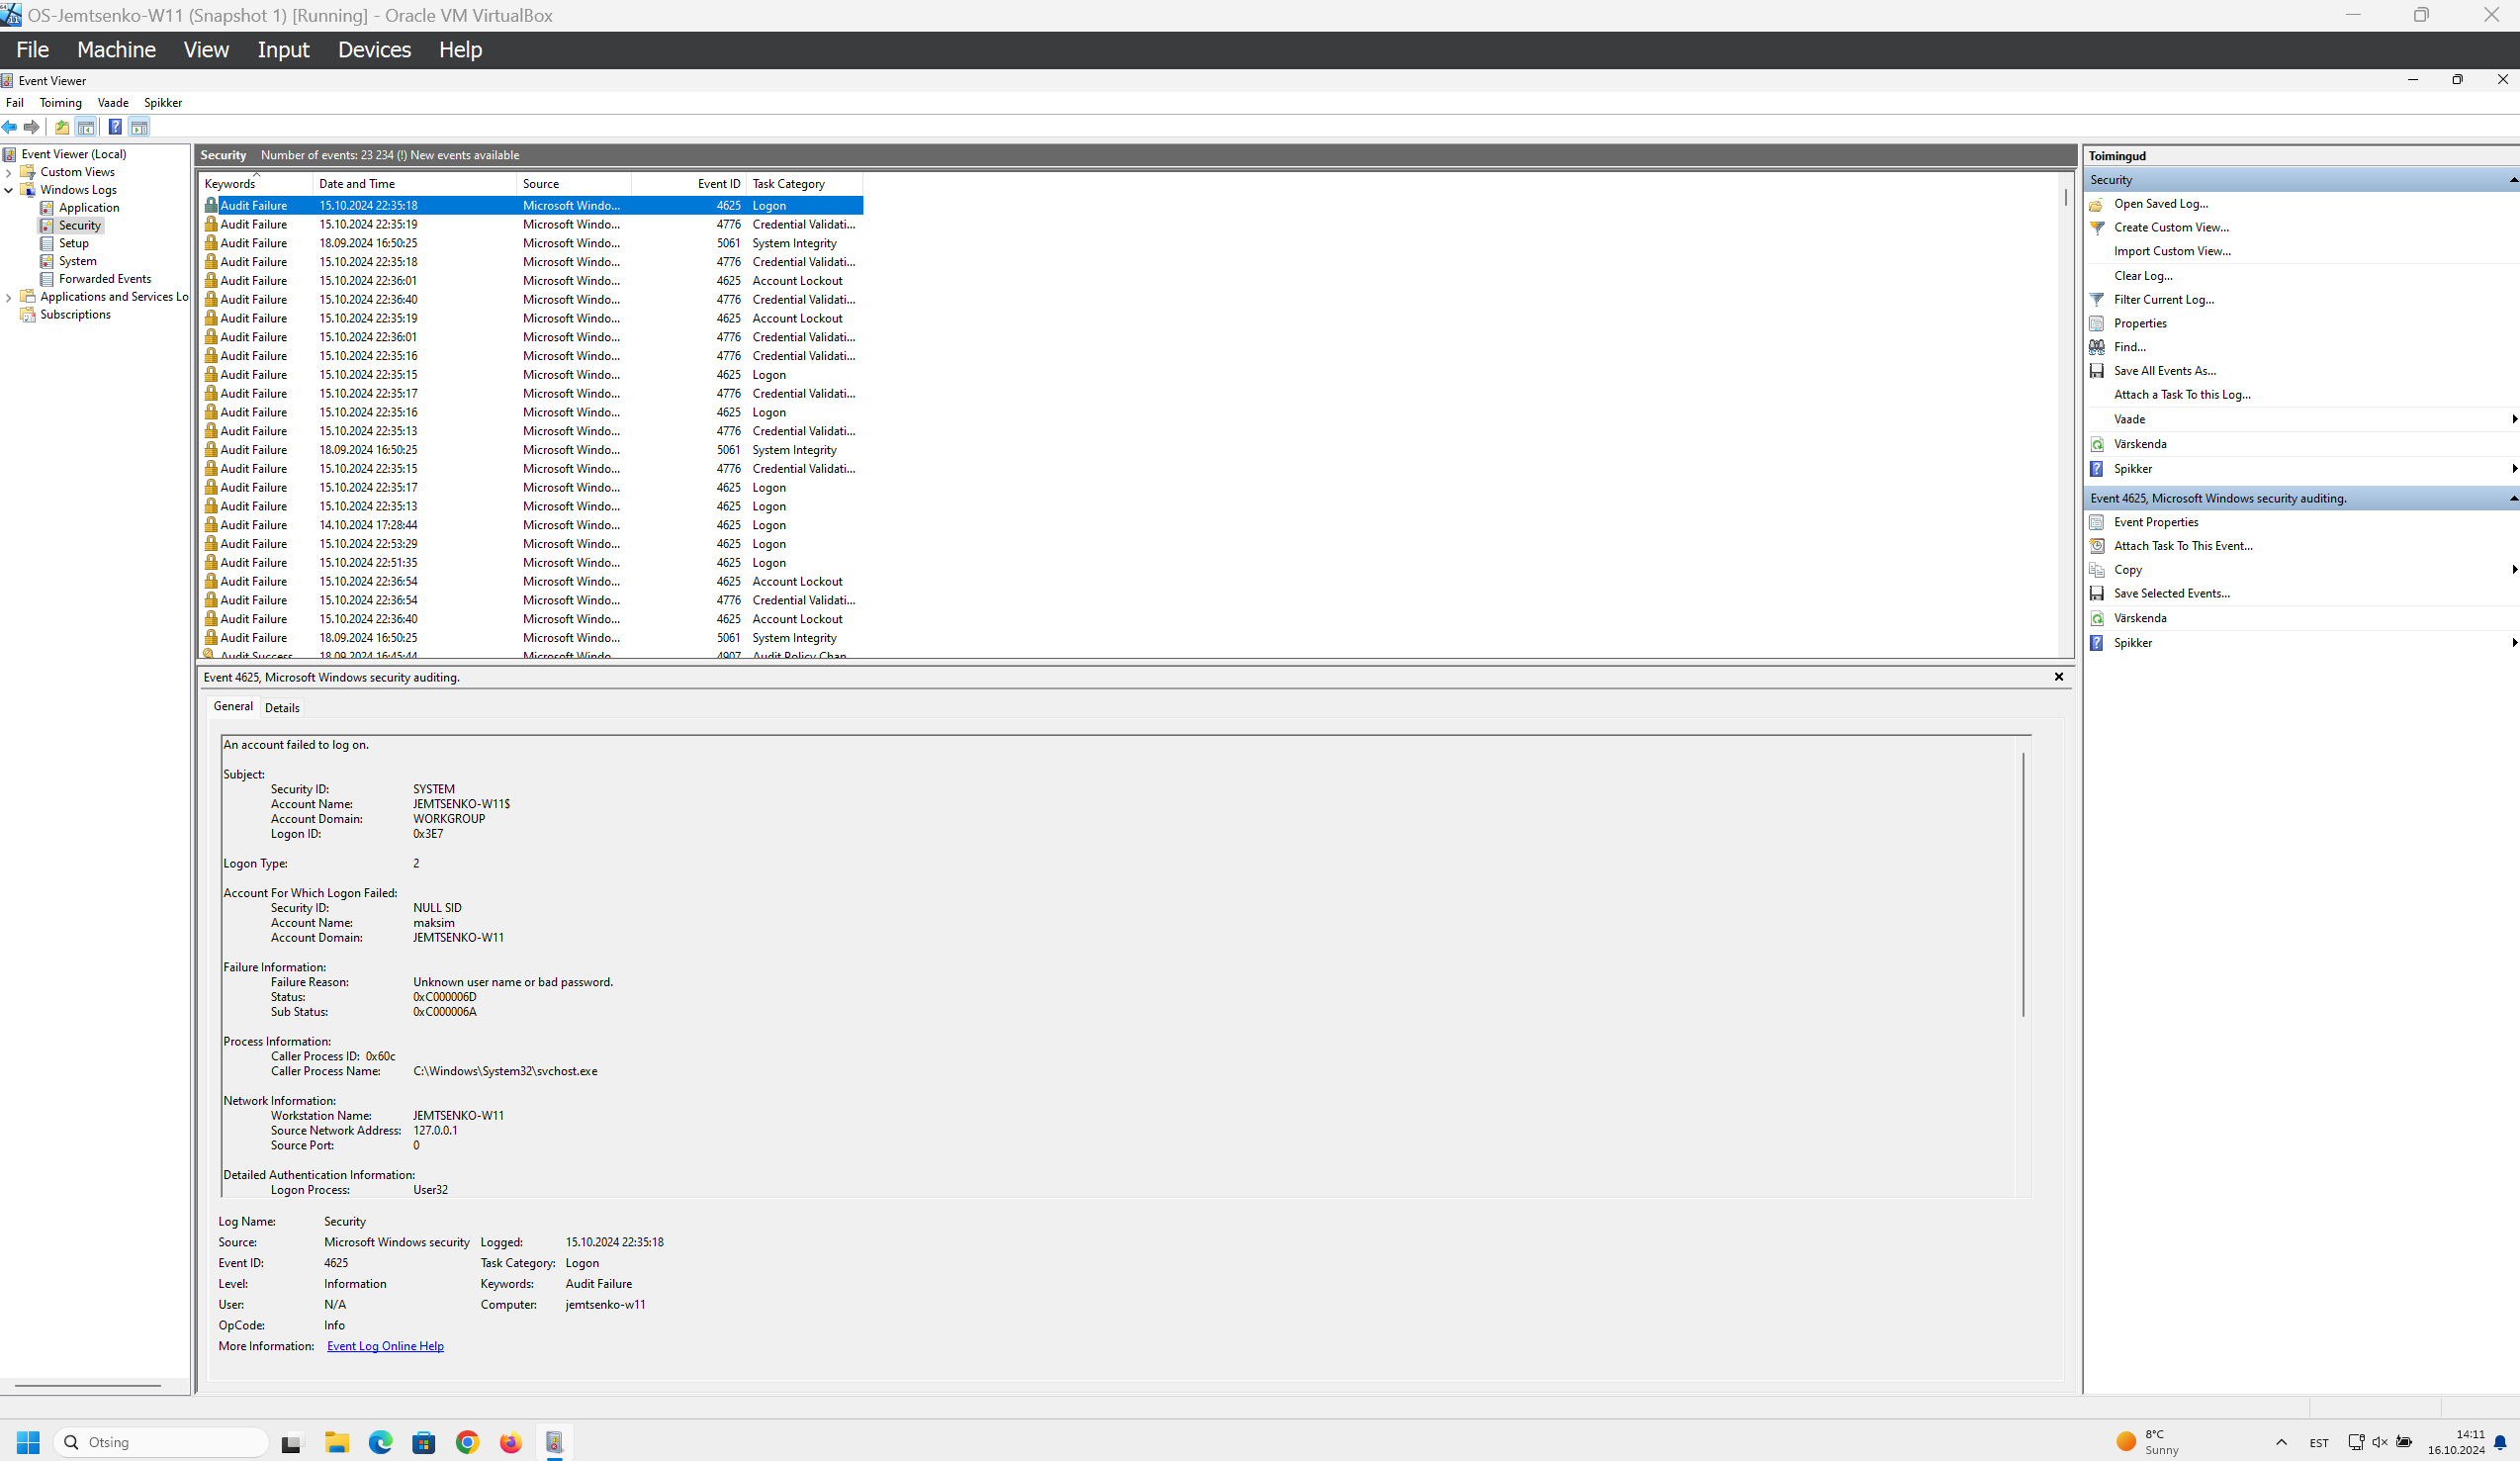 OS-Jemtsenko-W11 (Snapshot 1) [Running] - Oracle VM VirtualBox
File Machine View Input Devices Help
Event Viewer
Fail Toiming Vaade Spikker
Event Viewer (Local)
Custom Views
Windows Logs
Application
Security
Setup
System
Forwarded Events
Applications and Services Lo
Subscriptions
Security Number of events: 23 234 (!) New events available
Keywords Date and Time Source Event ID Task Category
Audit Failure 15.10.2024 22:35:18 Microsoft Windo... 4625 Logon
Audit Failure 15.10.2024 22:35:19 Microsoft Windo... 4776 Credential Validati...
Audit Failure 18.09.2024 16:50:25 Microsoft Windo... 5061 System Integrity
Audit Failure 15.10.2024 22:35:18 Microsoft Windo... 4776 Credential Validati...
Audit Failure 15.10.2024 22:36:01 Microsoft Windo... 4625 Account Lockout
Audit Failure 15.10.2024 22:36:40 Microsoft Windo... 4776 Credential Validati...
Audit Failure 15.10.2024 22:35:19 Microsoft Windo... 4625 Account Lockout
Audit Failure 15.10.2024 22:36:01 Microsoft Windo... 4776 Credential Validati...
Audit Failure 15.10.2024 22:35:16 Microsoft Windo... 4776 Credential Validati...
Audit Failure 15.10.2024 22:35:15 Microsoft Windo... 4625 Logon
Audit Failure 15.10.2024 22:35:17 Microsoft Windo... 4776 Credential Validati...
Audit Failure 15.10.2024 22:35:16 Microsoft Windo... 4625 Logon
Audit Failure 15.10.2024 22:35:13 Microsoft Windo... 4776 Credential Validati...
Audit Failure 18.09.2024 16:50:25 Microsoft Windo... 5061 System Integrity
Audit Failure 15.10.2024 22:35:15 Microsoft Windo... 4776 Credential Validati...
Audit Failure 15.10.2024 22:35:17 Microsoft Windo... 4625 Logon
Audit Failure 15.10.2024 22:35:13 Microsoft Windo... 4625 Logon
Audit Failure 14.10.2024 17:28:44 Microsoft Windo... 4625 Logon
Audit Failure 15.10.2024 22:53:29 Microsoft Windo... 4625 Logon
Audit Failure 15.10.2024 22:51:35 Microsoft Windo... 4625 Logon
Audit Failure 15.10.2024 22:36:54 Microsoft Windo... 4625 Account Lockout
Audit Failure 15.10.2024 22:36:54 Microsoft Windo... 4776 Credential Validati...
Audit Failure 15.10.2024 22:36:40 Microsoft Windo... 4625 Account Lockout
Audit Failure 18.09.2024 16:50:25 Microsoft Windo... 5061 System Integrity
Audit Success 18.09.2024 16:45:44 Microsoft Windo... 4907 Audit Policy Chan...
Event 4625, Microsoft Windows security auditing.
General Details
An account failed to log on.
Subject:
Security ID: SYSTEM
Account Name: JEMTSENKO-W11$
Account Domain: WORKGROUP
Logon ID: 0x3E7
Logon Type: 2
Account For Which Logon Failed:
Security ID: NULL SID
Account Name: maksim
Account Domain: JEMTSENKO-W11
Failure Information:
Failure Reason: Unknown user name or bad password.
Status: 0xC000006D
Sub Status: 0xC000006A
Process Information:
Caller Process ID: 0x60c
Caller Process Name: C:\Windows\System32\svchost.exe
Network Information:
Workstation Name: JEMTSENKO-W11
Source Network Address: 127.0.0.1
Source Port: 0
Detailed Authentication Information:
Logon Process: User32
Log Name: Security
Source: Microsoft Windows security Logged: 15.10.2024 22:35:18
Event ID: 4625 Task Category: Logon
Level: Information Keywords: Audit Failure
User: N/A Computer: jemtsenko-w11
OpCode: Info
More Information: Event Log Online Help
Toimingud
Security
Open Saved Log...
Create Custom View...
Import Custom View...
Clear Log...
Filter Current Log...
Properties
Find...
Save All Events As...
Attach a Task To this Log...
Vaade
Värskenda
Spikker
Event 4625, Microsoft Windows security auditing.
Event Properties
Attach Task To This Event...
Copy
Save Selected Events...
Värskenda
Spikker
Otsing
8°C
Sunny
EST
14:11
16.10.2024